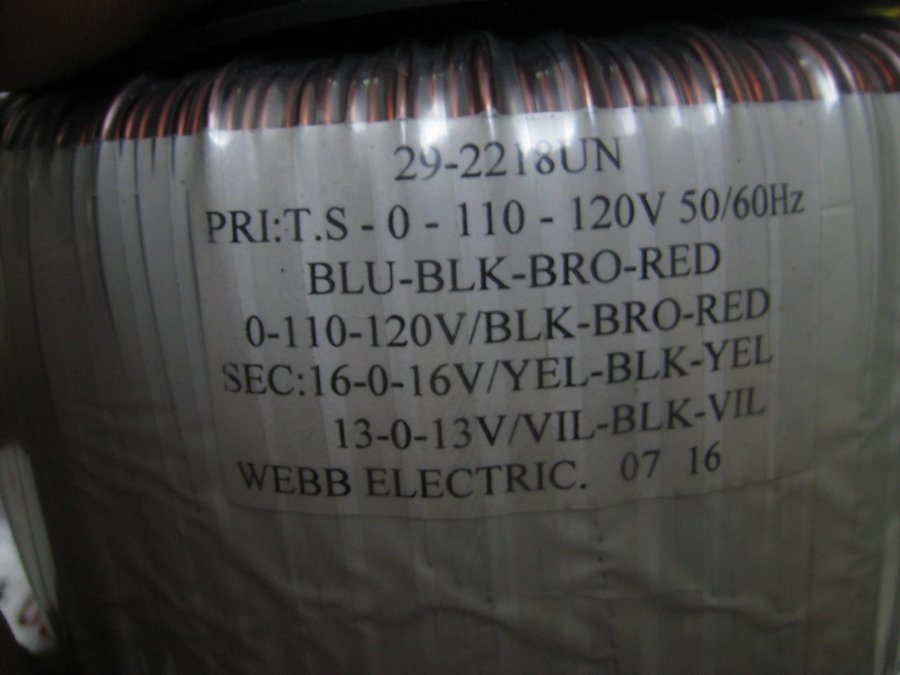 29-2218UN
PRI:T.S - 0 - 110 - 120V 50/60Hz
BLU-BLK-BRO-RED
0-110-120V/BLK-BRO-RED
SEC:16-0-16V/YEL-BLK-YEL
13-0-13V/VIL-BLK-VIL
WEBB ELECTRIC. 07 16